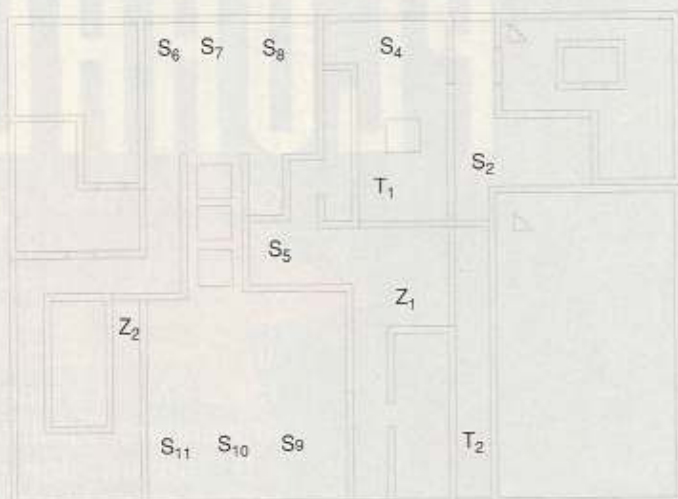 S₆ S₇ S₈ S₄
S₂
T₁
S₅
Z₁
Z₂
S₁₁ S₁₀ S₉ T₂